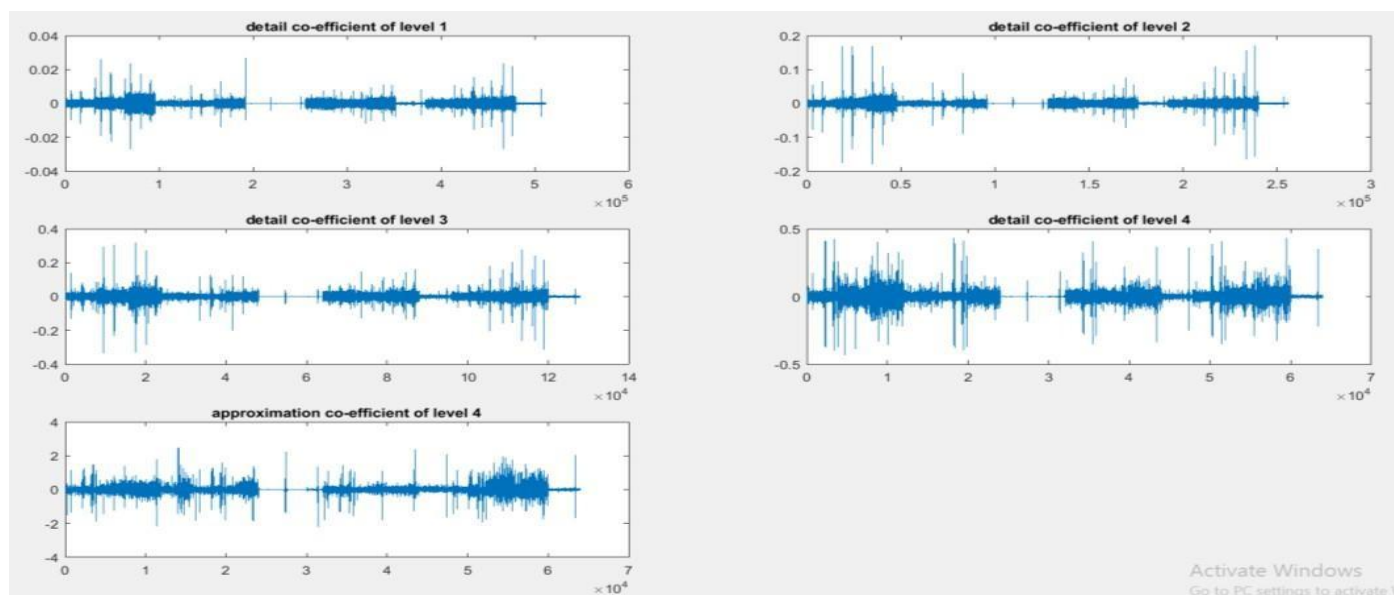 detail co-efficient of level 1
0.04
0.02
0
-0.02
-0.04
0 1 2 3 4 5 6
×10^5
detail co-efficient of level 2
0.2
0.1
0
-0.1
-0.2
0 0.5 1 1.5 2 2.5 3
×10^5
detail co-efficient of level 3
0.4
0.2
0
-0.2
-0.4
0 2 4 6 8 10 12 14
×10^4
detail co-efficient of level 4
0.5
0
-0.5
0 1 2 3 4 5 6 7
×10^4
approximation co-efficient of level 4
4
2
0
-2
-4
0 1 2 3 4 5 6 7
×10^4
Activate Windows
Go to PC settings to activate